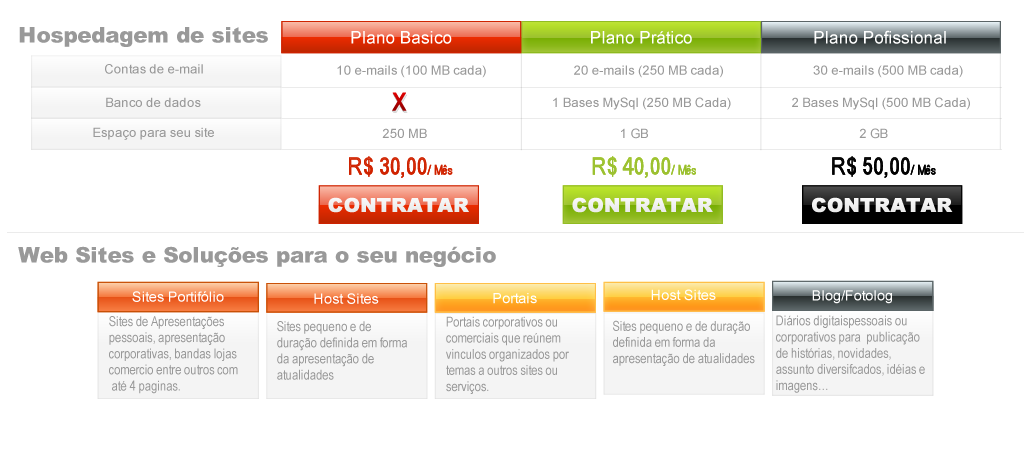 Hospedagem de sites
Plano Basico
Plano Prático
Plano Pofissional
Contas de e-mail
10 e-mails (100 MB cada)
20 e-mails (250 MB cada)
30 e-mails (500 MB cada)
Banco de dados
X
1 Bases MySql (250 MB Cada)
2 Bases MySql (500 MB Cada)
Espaço para seu site
250 MB
1 GB
2 GB
R$ 30,00/ Mês
R$ 40,00/ Mês
R$ 50,00/ Mês
CONTRATAR
CONTRATAR
CONTRATAR
Web Sites e Soluções para o seu negócio
Sites Portifólio
Sites de Apresentações
pessoais, apresentação
corporativas, bandas lojas
comercio entre outros com
até 4 paginas.
Host Sites
Sites pequeno e de
duração definida em forma
da apresentação de
atualidades
Portais
Portais corporativos ou
comerciais que reúnem
vinculos organizados por
temas a outros sites ou
serviços.
Host Sites
Sites pequeno e de duração
definida em forma da
apresentação de atualidades
Blog/Fotolog
Diários digitaispessoais ou
corporativos para publicação
de histórias, novidades,
assunto diversifcados, idéias e
imagens...